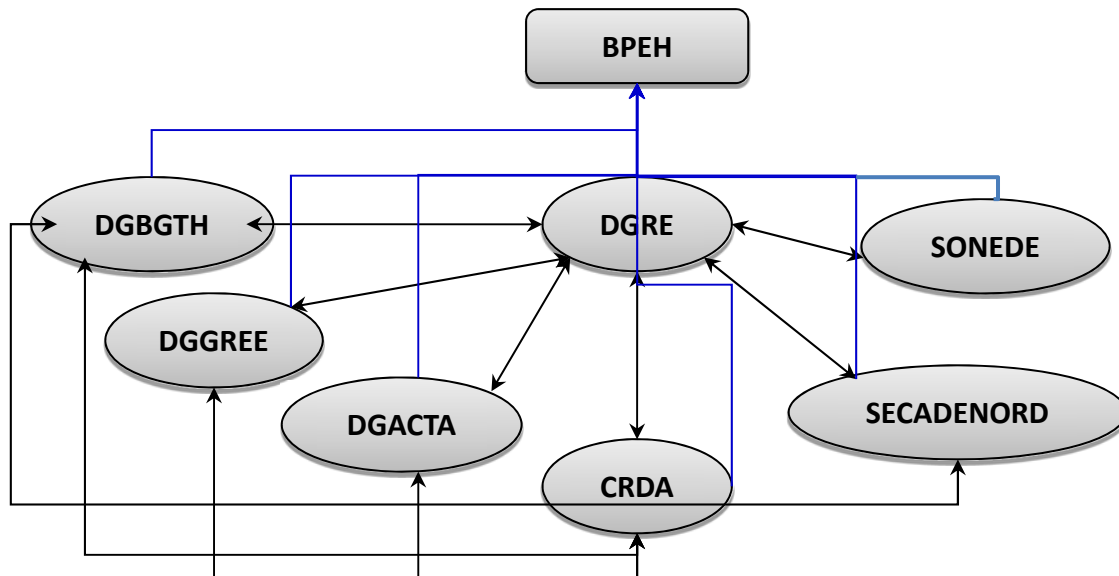 BPEH
DGBGTH
DGRE
SONEDE
DGGREE
DGACTA
SECADENORD
CRDA